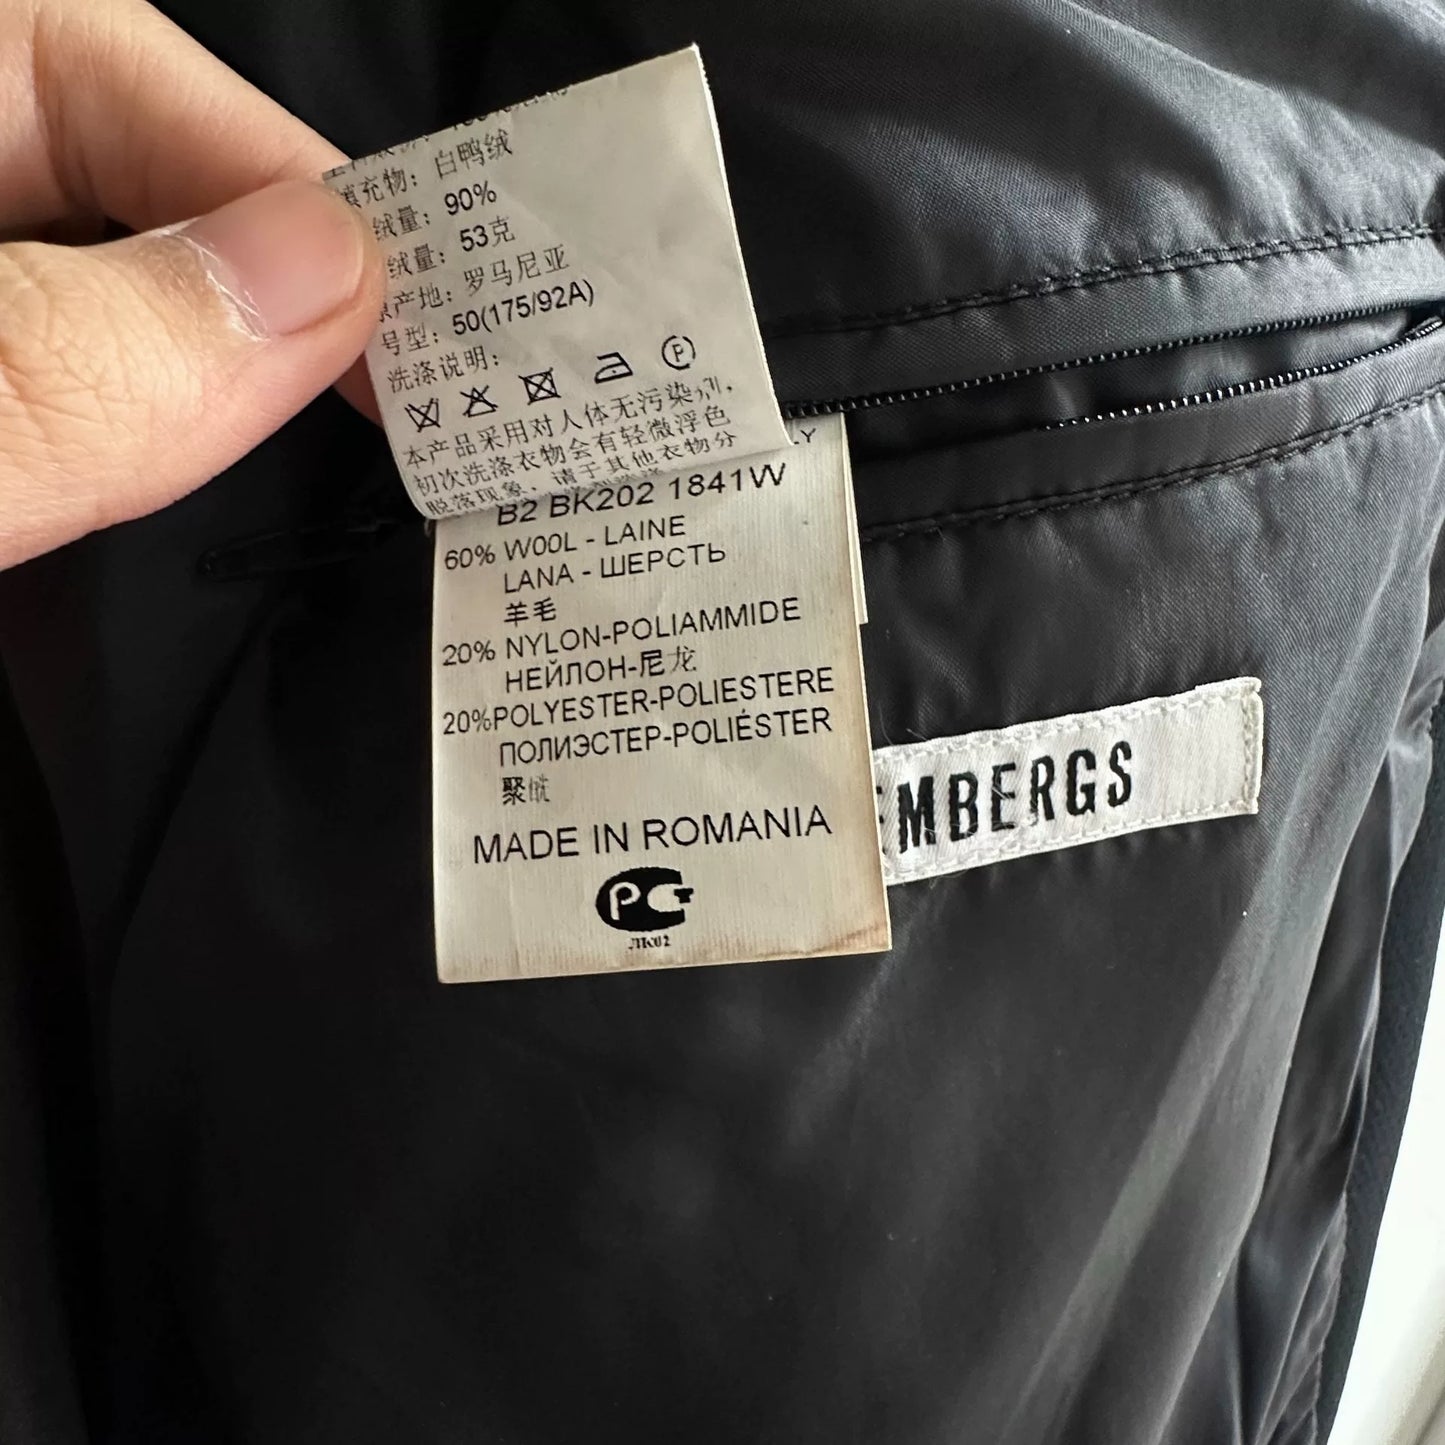 填充物：白鸭绒
绒量：90%
绒量：53克
原产地：罗马尼亚
号型：50(175/92A)
洗涤说明：
P
本产品采用对人体无污染
初次洗涤衣物会有轻微浮色
脱落现象，请于其他衣物分
LY
B2 BK202 1841W
60% WOOL - LAINE
LANA - ШЕРСТЬ
羊毛
20% NYLON-POLIAMMIDE
НЕЙЛОН-尼龙
20%POLYESTER-POLIESTERE
ПОЛИЭСТЕР-POLIÉSTER
聚
MADE IN ROMANIA
EMBERGS